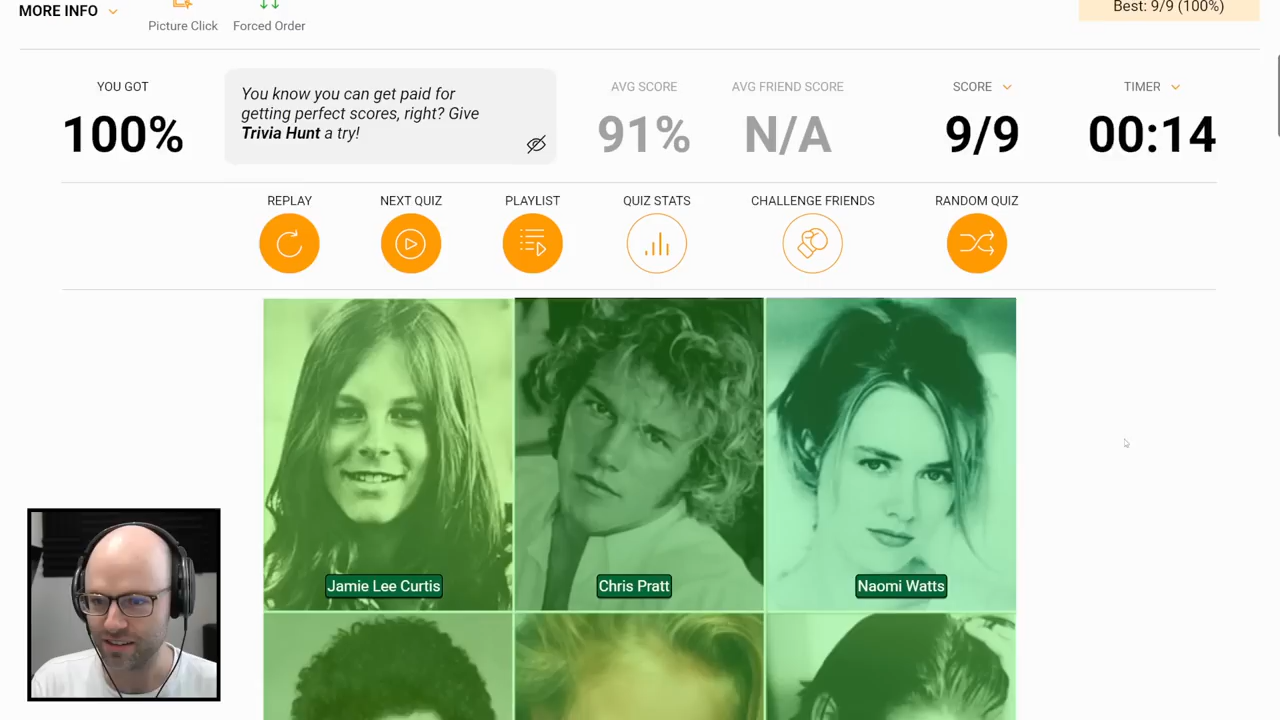 MORE INFO
Picture Click
Forced Order
Best: 9/9 (100%)
YOU GOT
100%
You know you can get paid for
getting perfect scores, right? Give
Trivia Hunt a try!
AVG SCORE
91%
AVG FRIEND SCORE
N/A
SCORE
9/9
TIMER
00:14
REPLAY
NEXT QUIZ
PLAYLIST
QUIZ STATS
CHALLENGE FRIENDS
RANDOM QUIZ
Jamie Lee Curtis
Chris Pratt
Naomi Watts